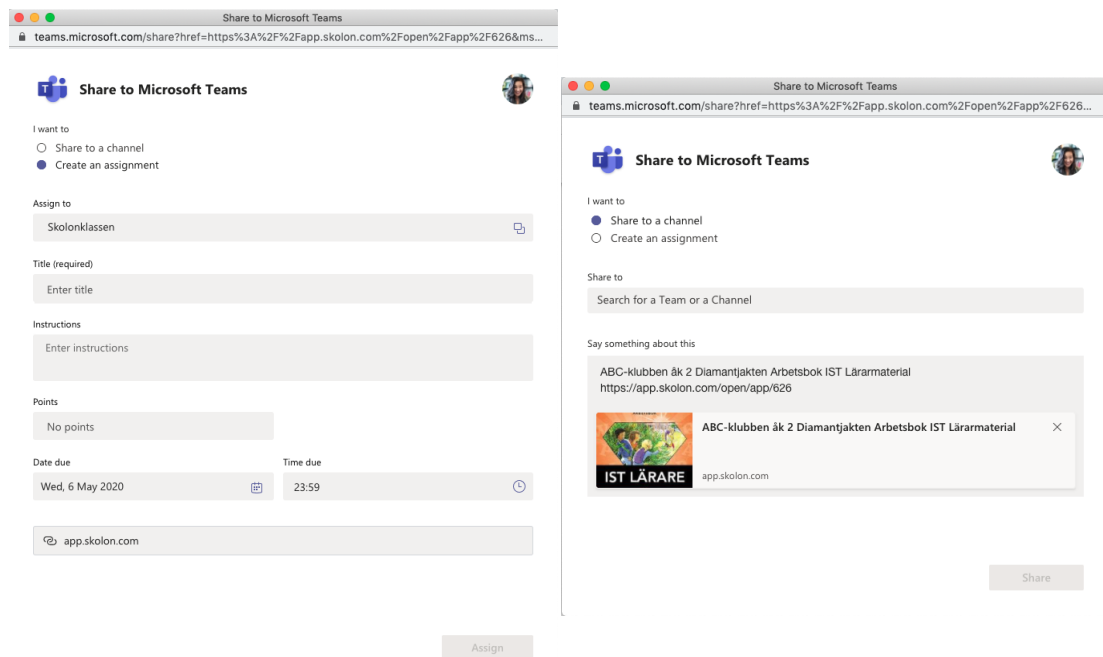 Share to Microsoft Teams
teams.microsoft.com/share?href=https%3A%2F%2Fapp.skolon.com%2Fopen%2Fapp%2F626&ms...
Share to Microsoft Teams
I want to
Share to a channel
Create an assignment
Assign to
Skolonklassen
Title (required)
Enter title
Instructions
Enter instructions
Points
No points
Date due
Time due
Wed, 6 May 2020
23:59
app.skolon.com
Assign
Share to Microsoft Teams
teams.microsoft.com/share?href=https%3A%2F%2Fapp.skolon.com%2Fopen%2Fapp%2F626...
Share to Microsoft Teams
I want to
Share to a channel
Create an assignment
Share to
Search for a Team or a Channel
Say something about this
ABC-klubben åk 2 Diamantjakten Arbetsbok IST Lärarmaterial
https://app.skolon.com/open/app/626
ABC-klubben åk 2 Diamantjakten Arbetsbok IST Lärarmaterial
IST LÄRARE
app.skolon.com
Share